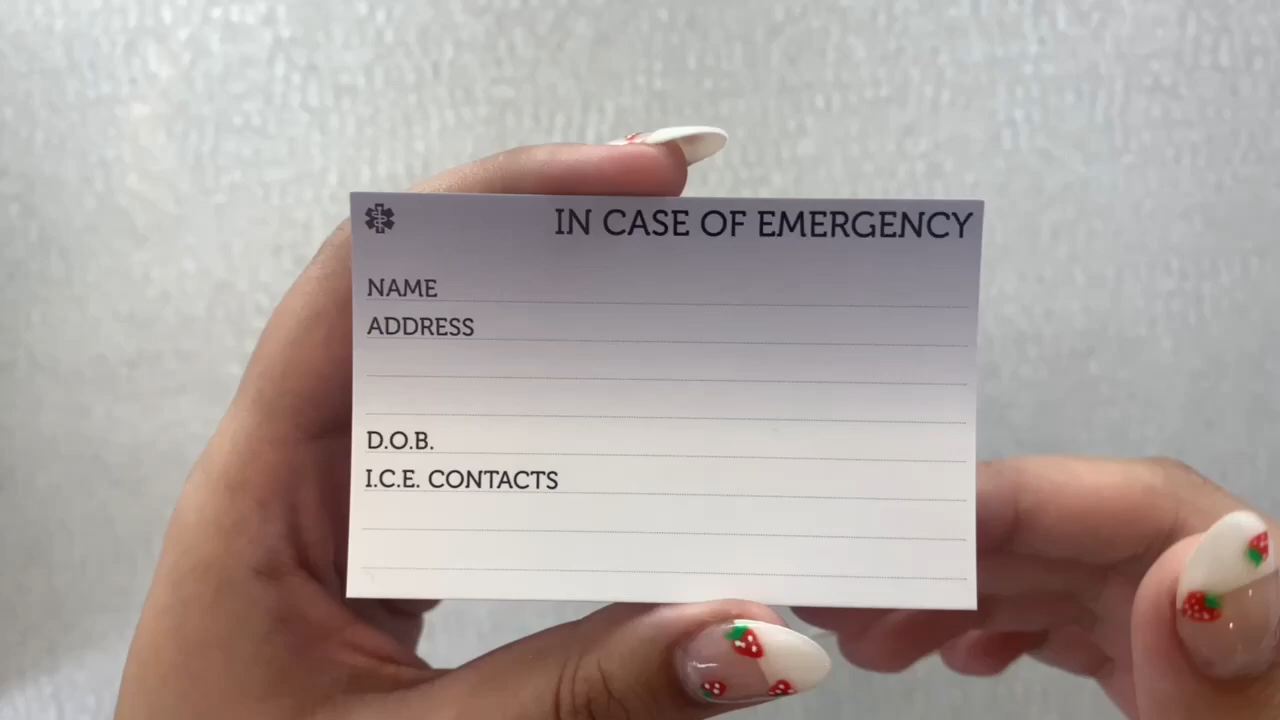 IN CASE OF EMERGENCY
NAME
ADDRESS
D.O.B.
I.C.E. CONTACTS